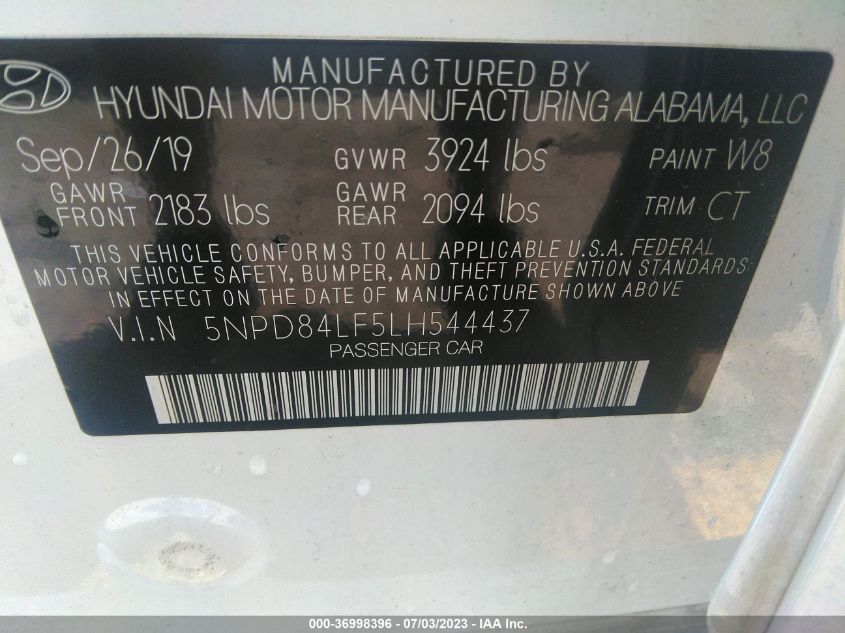 MANUFACTURED BY
HYUNDAI MOTOR MANUFACTURING ALABAMA, LLC
Sep/26/19 GVWR 3924 lbs PAINT W8
GAWR FRONT 2183 lbs GAWR REAR 2094 lbs TRIM CT
THIS VEHICLE CONFORMS TO ALL APPLICABLE U.S.A. FEDERAL
MOTOR VEHICLE SAFETY, BUMPER, AND THEFT PREVENTION STANDARDS
IN EFFECT ON THE DATE OF MANUFACTURE SHOWN ABOVE
V.I.N 5NPD84LF5LH544437
PASSENGER CAR
000-36998396 - 07/03/2023 - IAA Inc.